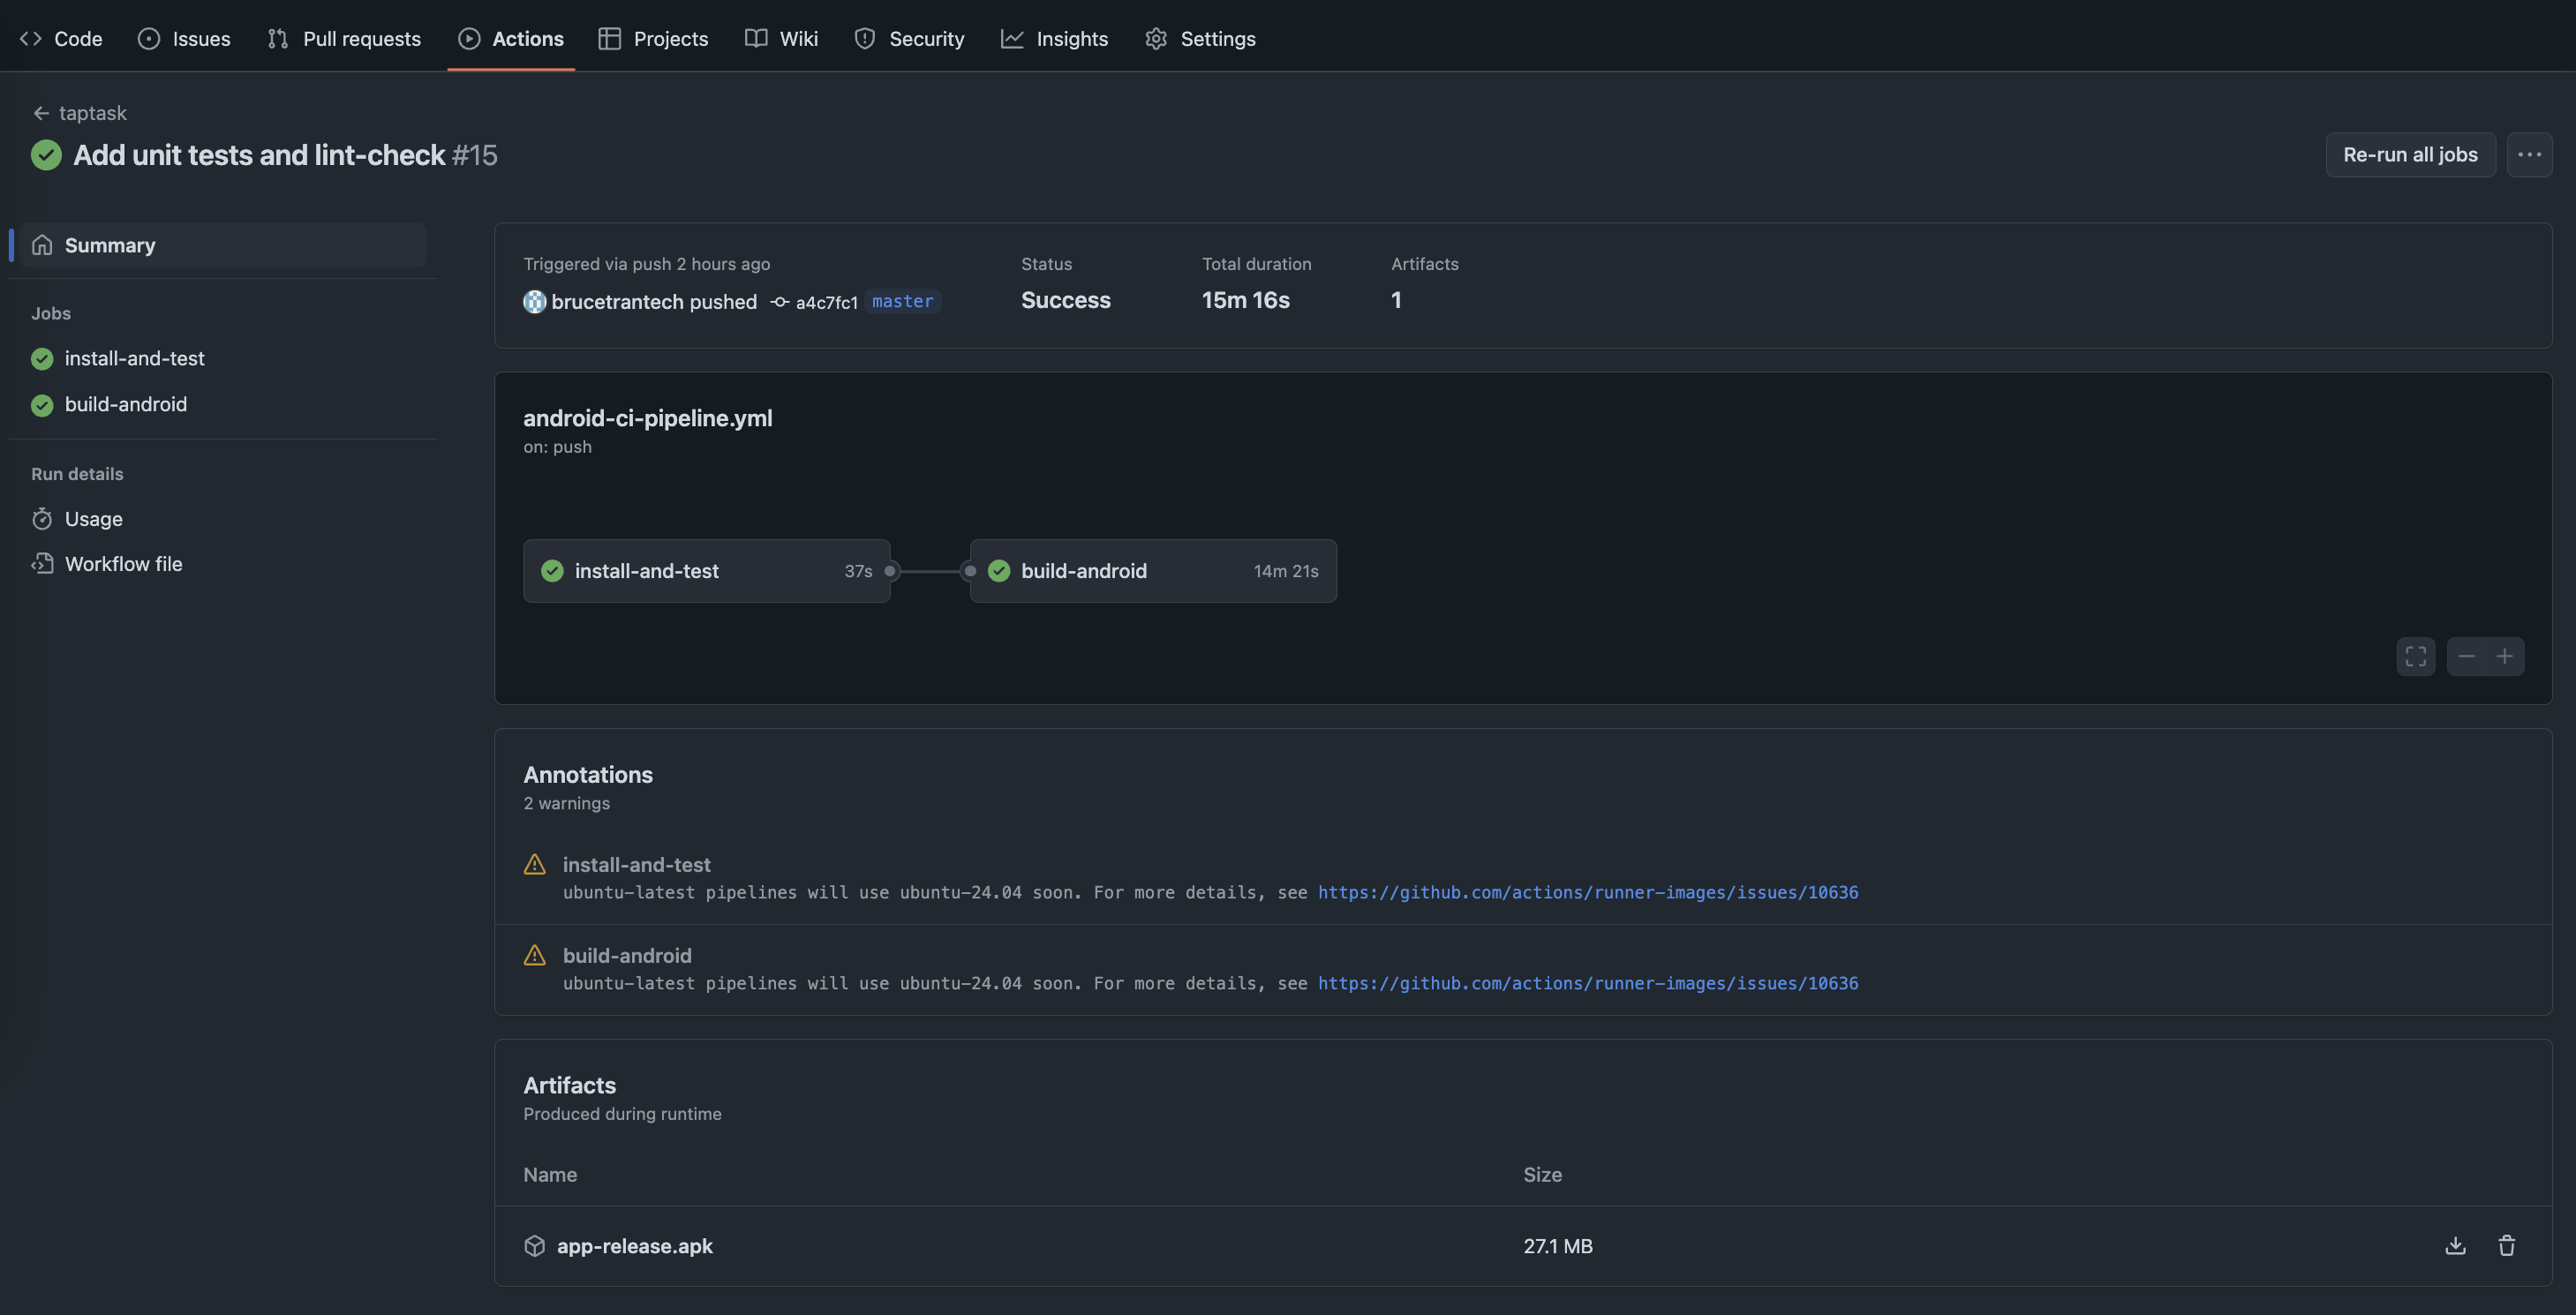 Code Issues Pull requests Actions Projects Wiki Security Insights Settings
taptask
Add unit tests and lint-check #15
Re-run all jobs
Summary
Jobs
install-and-test
build-android
Run details
Usage
Workflow file
Triggered via push 2 hours ago
brucetrantech pushed a4c7fc1 master
Status
Success
Total duration
15m 16s
Artifacts
1
android-ci-pipeline.yml
on: push
install-and-test 37s
build-android 14m 21s
Annotations
2 warnings
install-and-test
ubuntu-latest pipelines will use ubuntu-24.04 soon. For more details, see https://github.com/actions/runner-images/issues/10636
build-android
ubuntu-latest pipelines will use ubuntu-24.04 soon. For more details, see https://github.com/actions/runner-images/issues/10636
Artifacts
Produced during runtime
Name Size
app-release.apk 27.1 MB